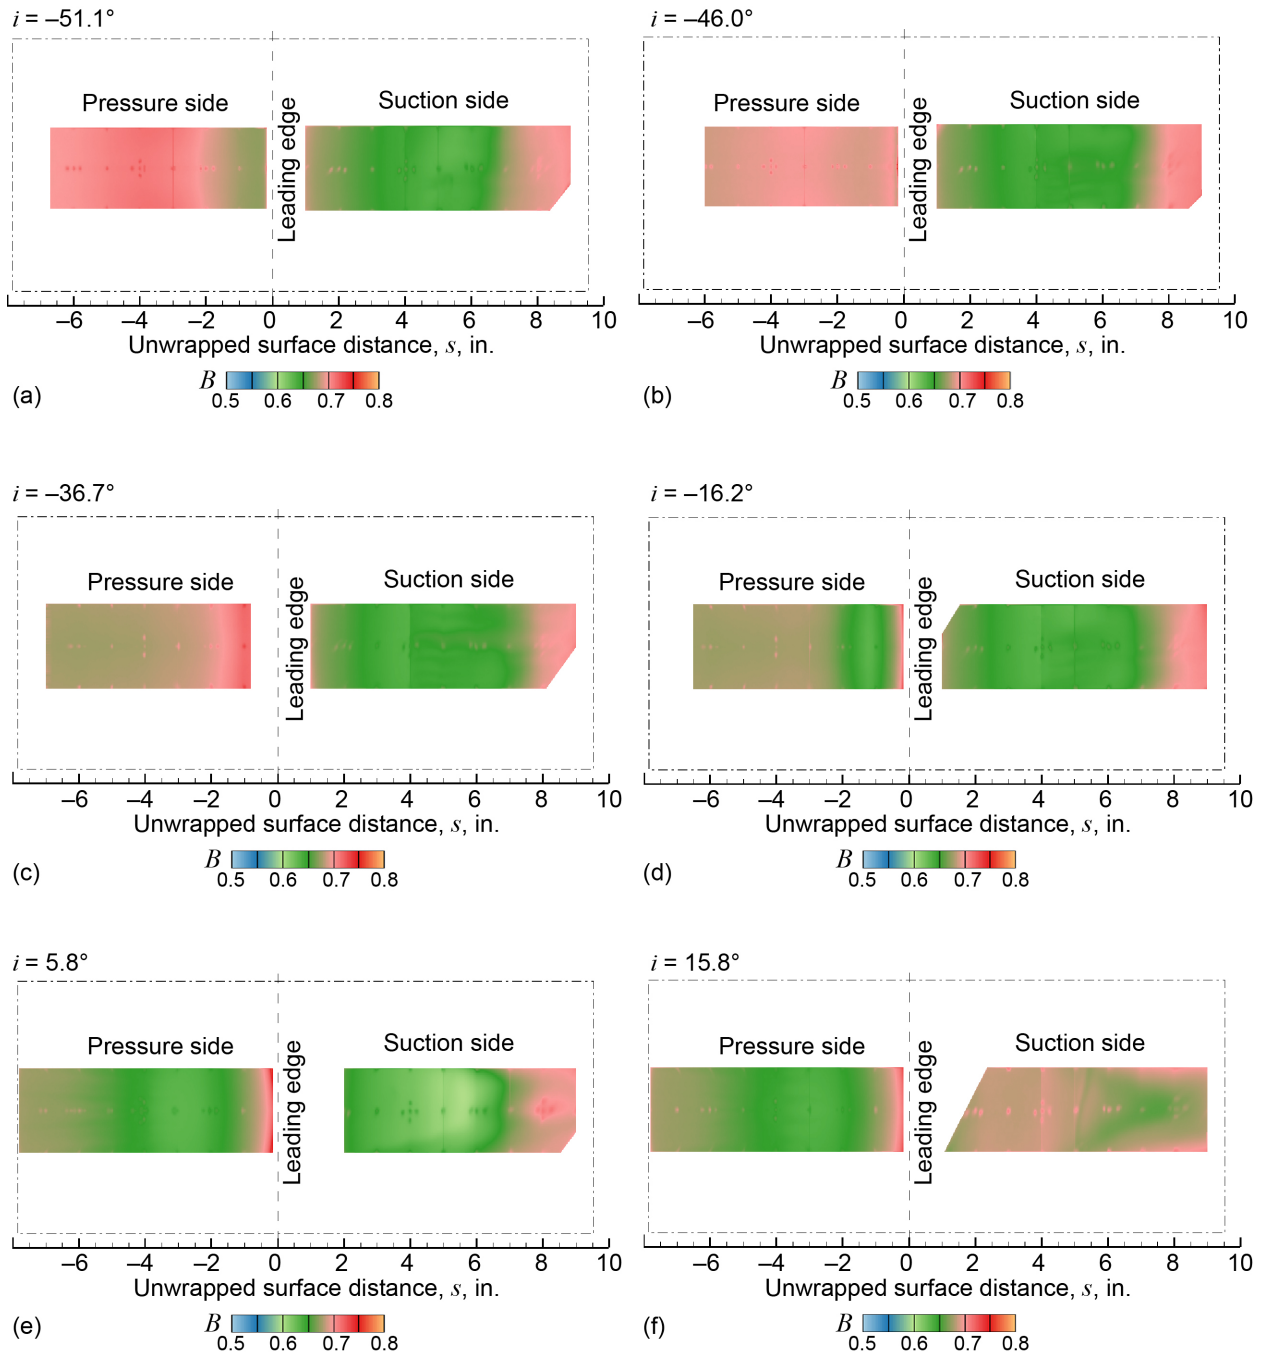 i = –51.1°
Pressure side
Suction side
Leading edge
–6 –4 –2 0 2 4 6 8 10
Unwrapped surface distance, s, in.
B
0.5 0.6 0.7 0.8
(a)
i = –46.0°
Pressure side
Suction side
Leading edge
–6 –4 –2 0 2 4 6 8 10
Unwrapped surface distance, s, in.
B
0.5 0.6 0.7 0.8
(b)
i = –36.7°
Pressure side
Suction side
Leading edge
–6 –4 –2 0 2 4 6 8 10
Unwrapped surface distance, s, in.
B
0.5 0.6 0.7 0.8
(c)
i = –16.2°
Pressure side
Suction side
Leading edge
–6 –4 –2 0 2 4 6 8 10
Unwrapped surface distance, s, in.
B
0.5 0.6 0.7 0.8
(d)
i = 5.8°
Pressure side
Suction side
Leading edge
–6 –4 –2 0 2 4 6 8 10
Unwrapped surface distance, s, in.
B
0.5 0.6 0.7 0.8
(e)
i = 15.8°
Pressure side
Suction side
Leading edge
–6 –4 –2 0 2 4 6 8 10
Unwrapped surface distance, s, in.
B
0.5 0.6 0.7 0.8
(f)